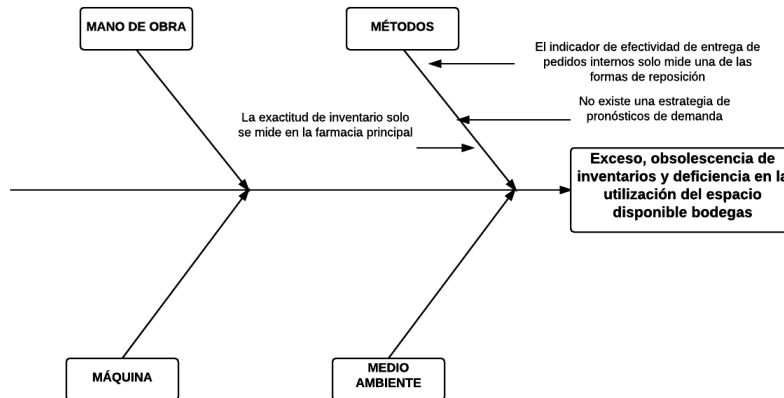 MANO DE OBRA
MÉTODOS
El indicador de efectividad de entrega de
pedidos internos solo mide una de las
formas de reposición
No existe una estrategia de
pronósticos de demanda
La exactitud de inventario solo
se mide en la farmacia principal
Exceso, obsolescencia de
inventarios y deficiencia en la
utilización del espacio
disponible bodegas
MÁQUINA
MEDIO
AMBIENTE